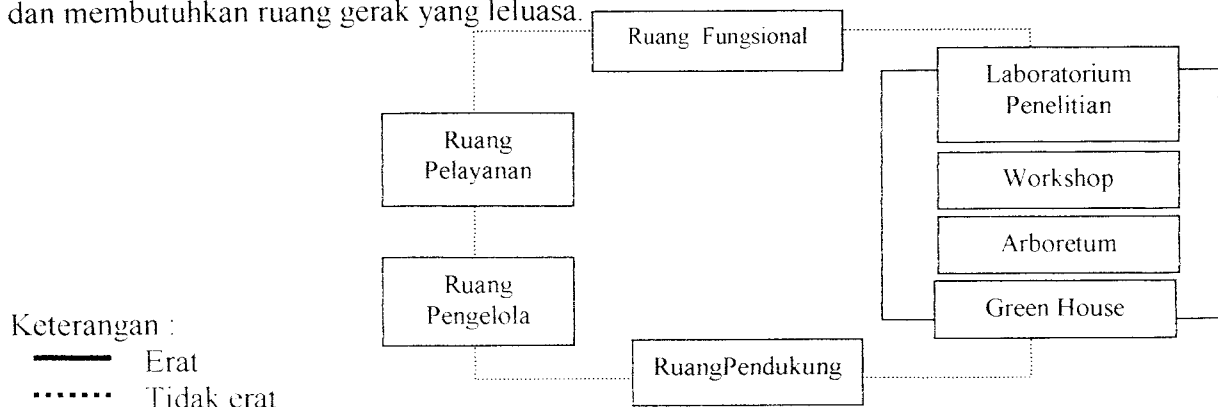 dan membutuhkan ruang gerak yang leluasa.
Ruang Fungsional
Laboratorium
Penelitian
Ruang
Pelayanan
Workshop
Arboretum
Ruang
Pengelola
Green House
RuangPendukung
Keterangan :
Erat
Tidak erat